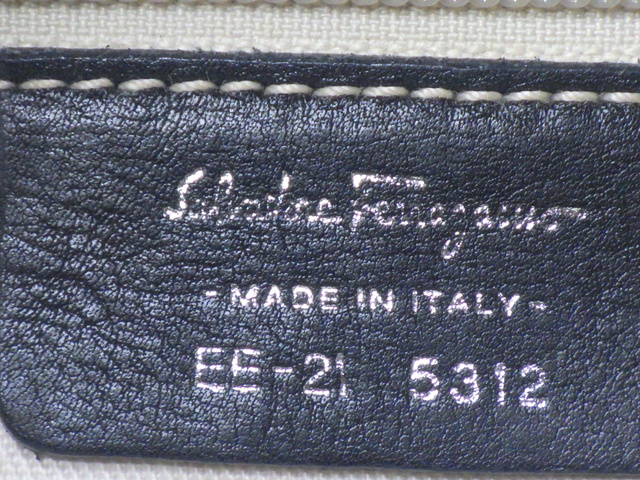 Salvatore Ferragamo
-MADE IN ITALY-
EE-21 5312